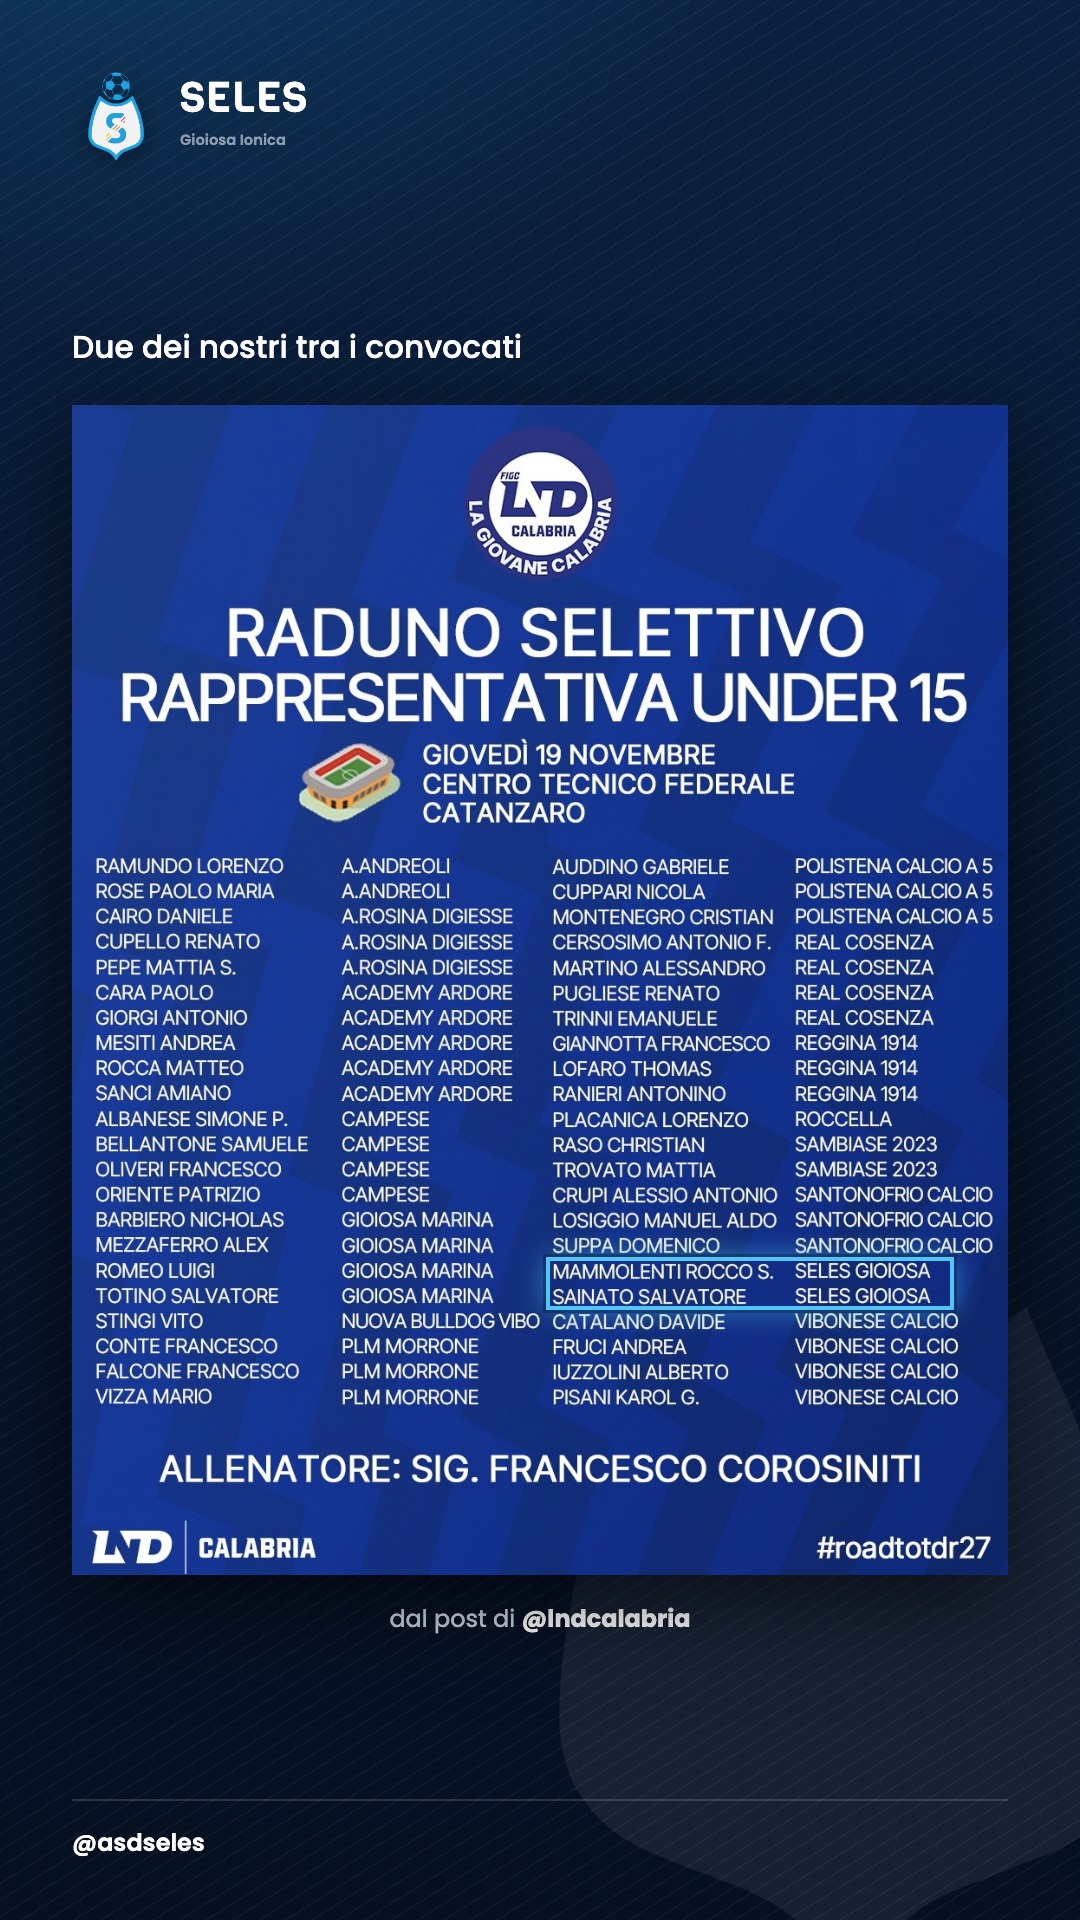 SELES
Gioiosa Ionica
Due dei nostri tra i convocati
FIGC
LND
CALABRIA
LA GIOVANE CALABRIA
RADUNO SELETTIVO
RAPPRESENTATIVA UNDER 15
GIOVEDÌ 19 NOVEMBRE
CENTRO TECNICO FEDERALE
CATANZARO
RAMUNDO LORENZO A.ANDREOLI
ROSE PAOLO MARIA A.ANDREOLI
CAIRO DANIELE A.ROSINA DIGIESSE
CUPELLO RENATO A.ROSINA DIGIESSE
PEPE MATTIA S. A.ROSINA DIGIESSE
CARA PAOLO ACADEMY ARDORE
GIORGI ANTONIO ACADEMY ARDORE
MESITI ANDREA ACADEMY ARDORE
ROCCA MATTEO ACADEMY ARDORE
SANCI AMIANO ACADEMY ARDORE
ALBANESE SIMONE P. CAMPESE
BELLANTONE SAMUELE CAMPESE
OLIVERI FRANCESCO CAMPESE
ORIENTE PATRIZIO CAMPESE
BARBIERO NICHOLAS GIOIOSA MARINA
MEZZAFERRO ALEX GIOIOSA MARINA
ROMEO LUIGI GIOIOSA MARINA
TOTINO SALVATORE GIOIOSA MARINA
STINGI VITO NUOVA BULLDOG VIBO
CONTE FRANCESCO PLM MORRONE
FALCONE FRANCESCO PLM MORRONE
VIZZA MARIO PLM MORRONE
AUDDINO GABRIELE POLISTENA CALCIO A 5
CUPPARI NICOLA POLISTENA CALCIO A 5
MONTENEGRO CRISTIAN POLISTENA CALCIO A 5
CERSOSIMO ANTONIO F. REAL COSENZA
MARTINO ALESSANDRO REAL COSENZA
PUGLIESE RENATO REAL COSENZA
TRINNI EMANUELE REAL COSENZA
GIANNOTTA FRANCESCO REGGINA 1914
LOFARO THOMAS REGGINA 1914
RANIERI ANTONINO REGGINA 1914
PLACANICA LORENZO ROCCELLA
RASO CHRISTIAN SAMBIASE 2023
TROVATO MATTIA SAMBIASE 2023
CRUPI ALESSIO ANTONIO SANTONOFRIO CALCIO
LOSIGGIO MANUEL ALDO SANTONOFRIO CALCIO
SUPPA DOMENICO SANTONOFRIO CALCIO
MAMMOLENTI ROCCO S. SELES GIOIOSA
SAINATO SALVATORE SELES GIOIOSA
CATALANO DAVIDE VIBONESE CALCIO
FRUCI ANDREA VIBONESE CALCIO
IUZZOLINI ALBERTO VIBONESE CALCIO
PISANI KAROL G. VIBONESE CALCIO
ALLENATORE: SIG. FRANCESCO COROSINITI
LND CALABRIA
#roadtotdr27
dal post di @lndcalabria
@asdseles